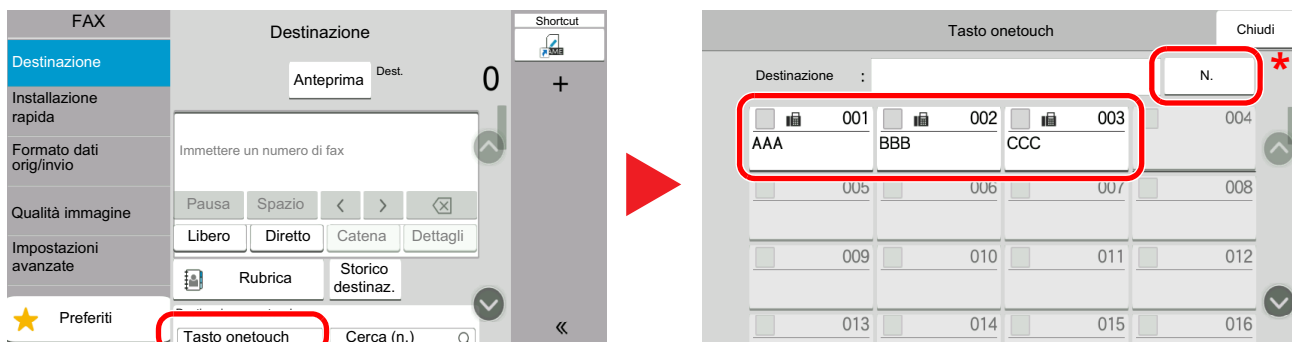 FAX
Destinazione
Installazione
rapida
Formato dati
orig/invio
Qualità immagine
Impostazioni
avanzate
Preferiti
Destinazione
Anteprima
Dest.
0
Immettere un numero di fax
Pausa Spazio < >
Libero Diretto Catena Dettagli
Rubrica
Storico
destinaz.
Tasto onetouch
Cerca (n.)
Shortcut
+
«
Tasto onetouch
Chiudi
Destinazione :
N.
*
001 002 003 004
AAA BBB CCC
005 006 007 008
009 010 011 012
013 014 015 016